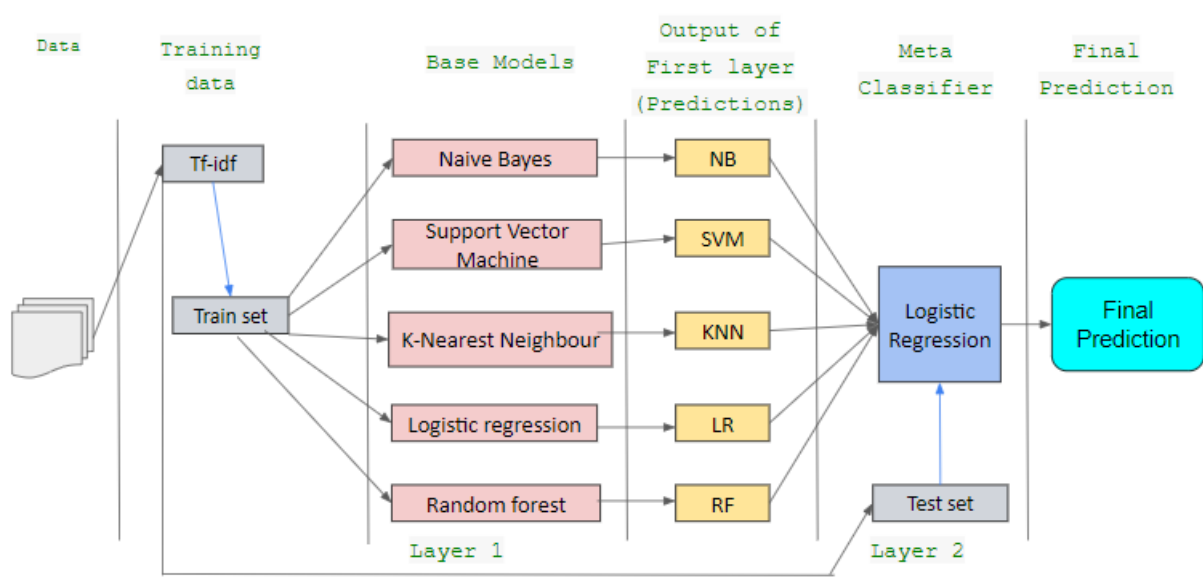 Data
Training
data
Base Models
Output of
First layer
(Predictions)
Meta
Classifier
Final
Prediction
Tf-idf
Train set
Naive Bayes
Support Vector
Machine
K-Nearest Neighbour
Logistic regression
Random forest
NB
SVM
KNN
LR
RF
Logistic
Regression
Test set
Final
Prediction
Layer 1
Layer 2